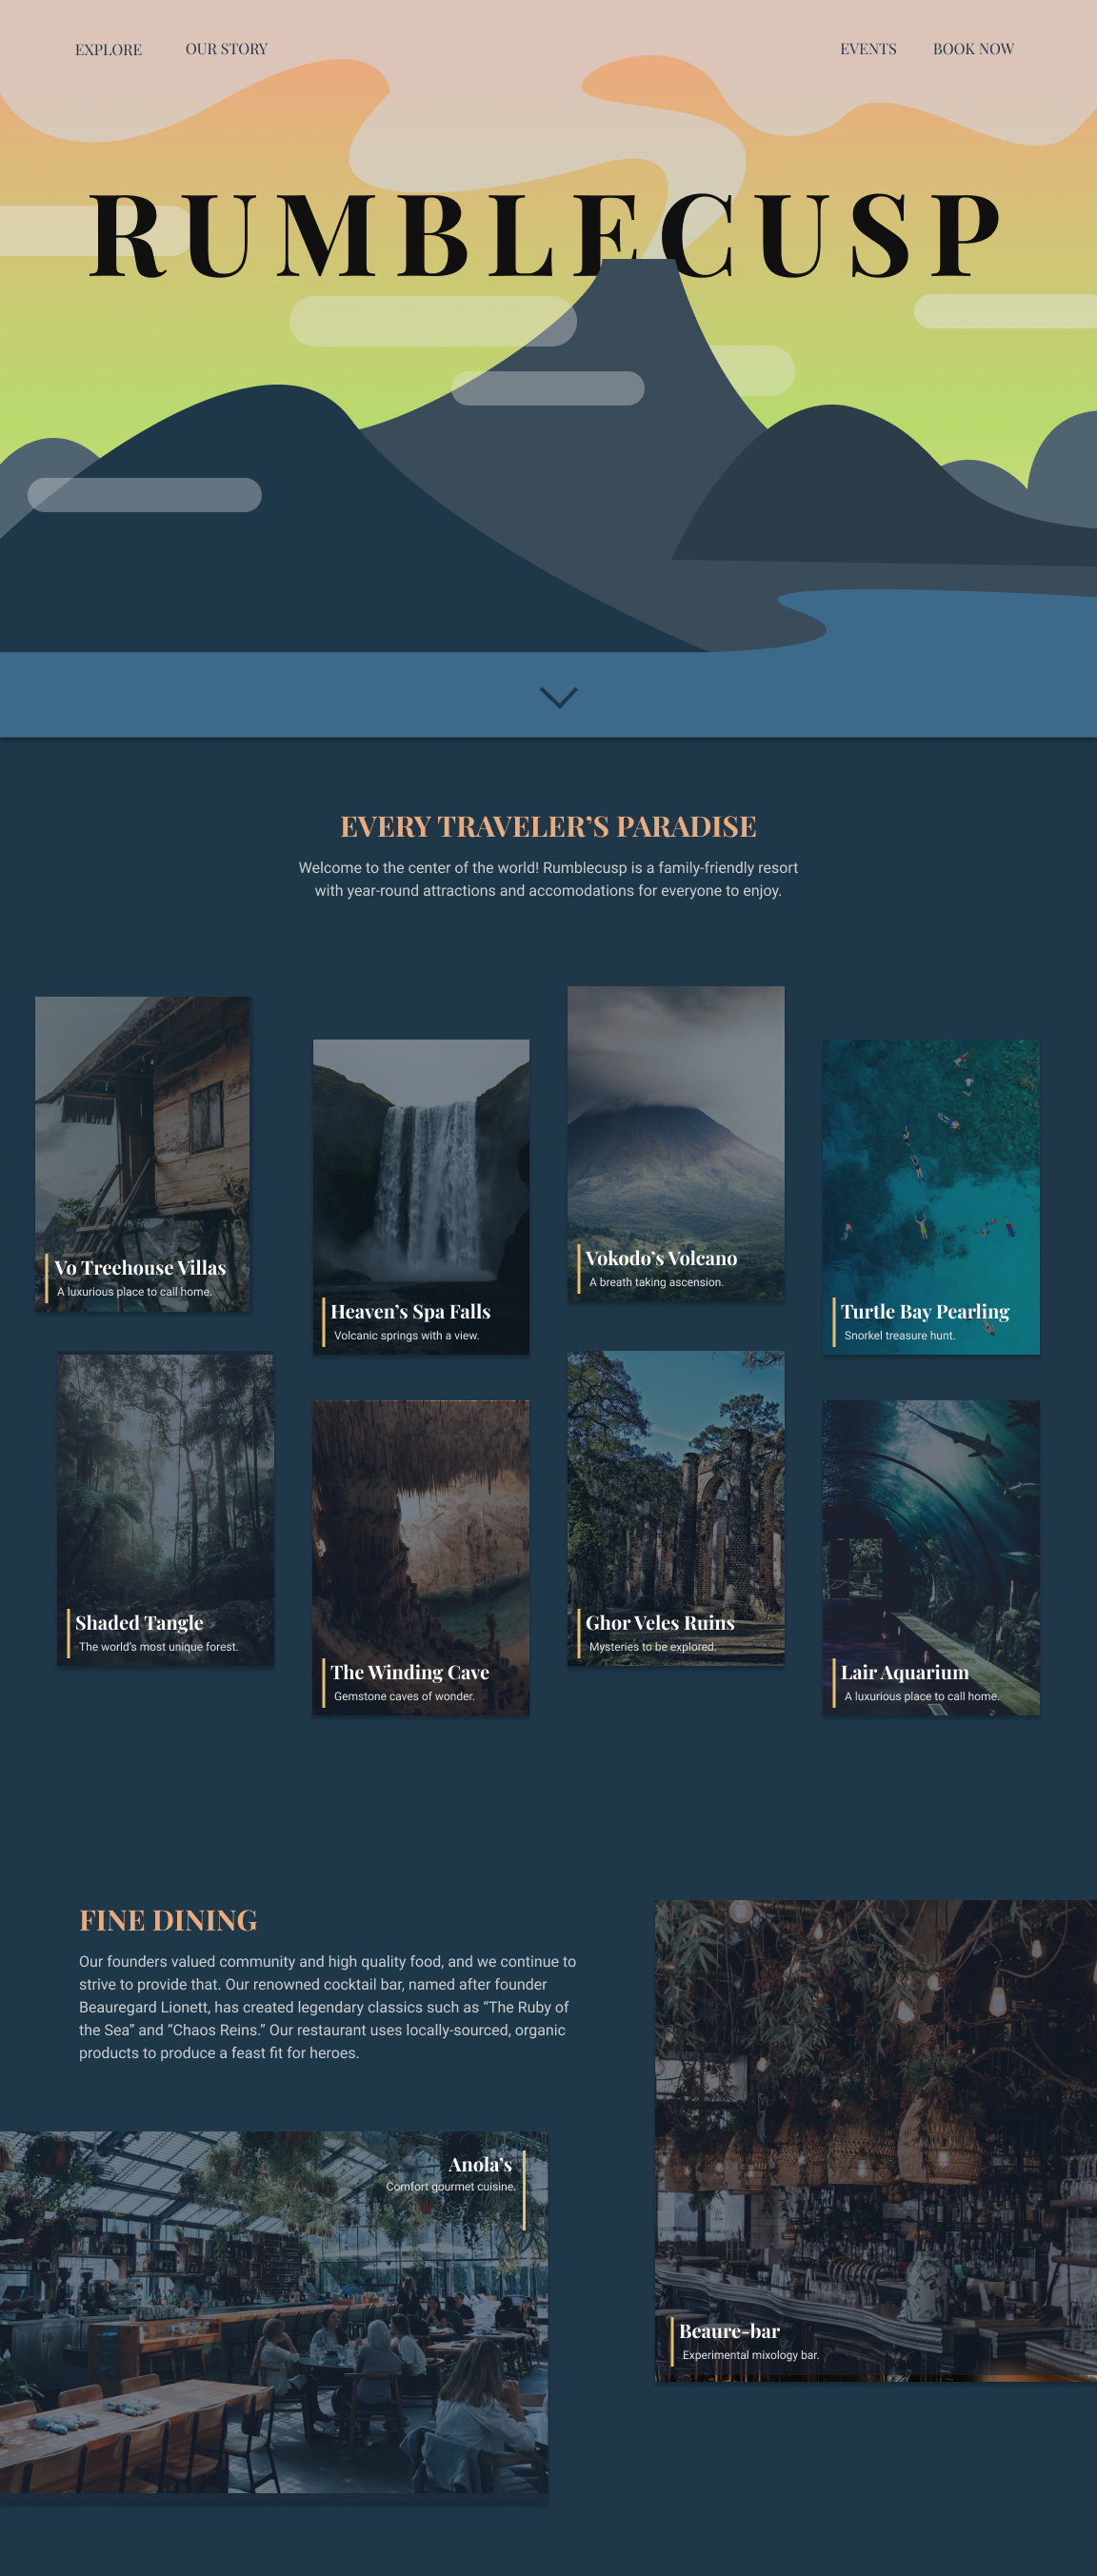 EXPLORE
OUR STORY
EVENTS
BOOK NOW
RUMBLECUSP
EVERY TRAVELER’S PARADISE
Welcome to the center of the world! Rumblecusp is a family-friendly resort
with year-round attractions and accomodations for everyone to enjoy.
Vo Treehouse Villas
A luxurious place to call home.
Heaven’s Spa Falls
Volcanic springs with a view.
Vokodo’s Volcano
A breath taking ascension.
Turtle Bay Pearling
Snorkel treasure hunt.
Shaded Tangle
The world’s most unique forest.
The Winding Cave
Gemstone caves of wonder.
Ghor Veles Ruins
Mysteries to be explored.
Lair Aquarium
A luxurious place to call home.
FINE DINING
Our founders valued community and high quality food, and we continue to
strive to provide that. Our renowned cocktail bar, named after founder
Beauregard Lionett, has created legendary classics such as “The Ruby of
the Sea” and “Chaos Reins.” Our restaurant uses locally-sourced, organic
products to produce a feast fit for heroes.
Anola’s
Comfort gourmet cuisine.
Beaure-bar
Experimental mixology bar.